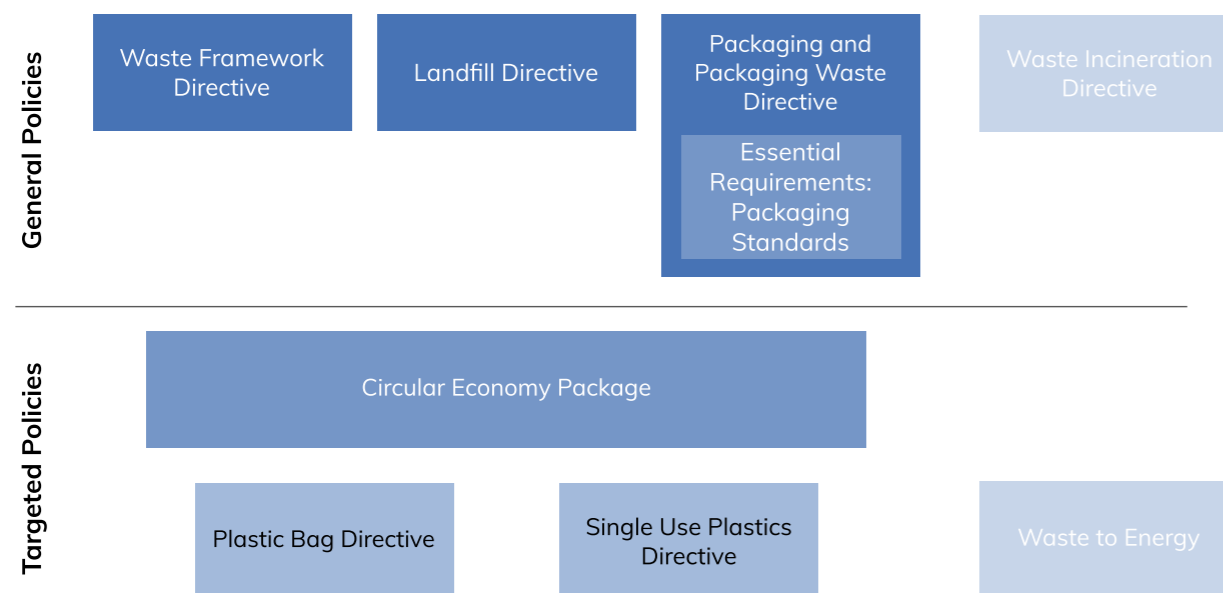 General Policies
Waste Framework
Directive
Landfill Directive
Packaging and
Packaging Waste
Directive
Essential
Requirements:
Packaging
Standards
Waste Incineration
Directive
Targeted Policies
Circular Economy Package
Plastic Bag Directive
Single Use Plastics
Directive
Waste to Energy